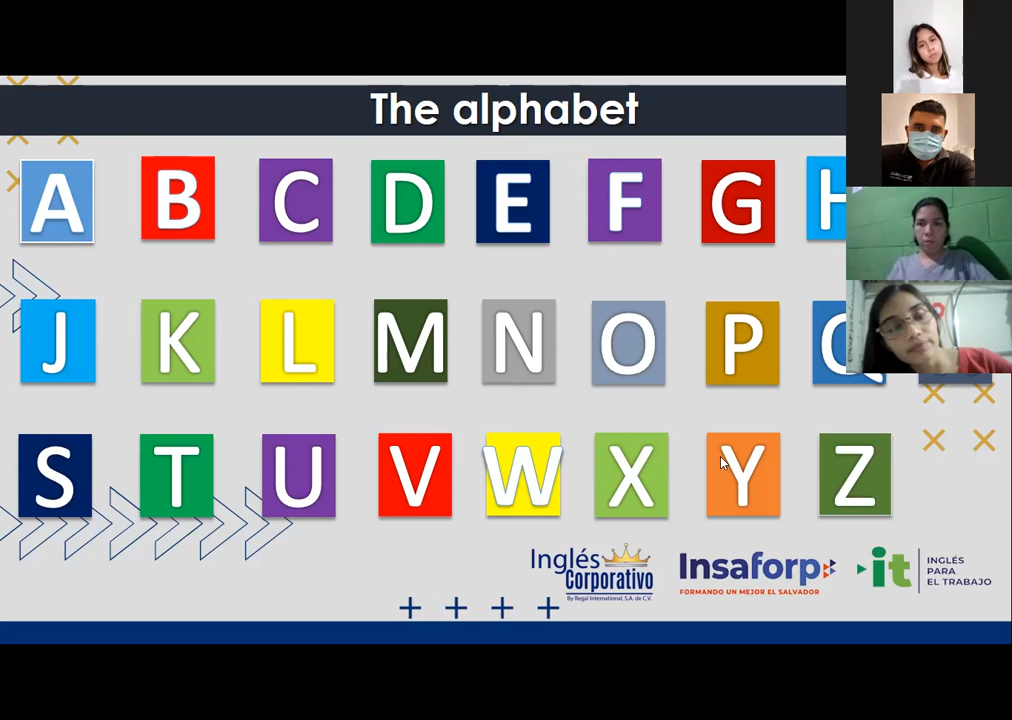 The alphabet
A B C D E F G H
J K L M N O P Q
S T U V W X Y Z
Inglés
Corporativo
By Regal International, S.A. de C.V.
Insaforp
FORMANDO UN MEJOR EL SALVADOR
it
INGLÉS
PARA
EL TRABAJO